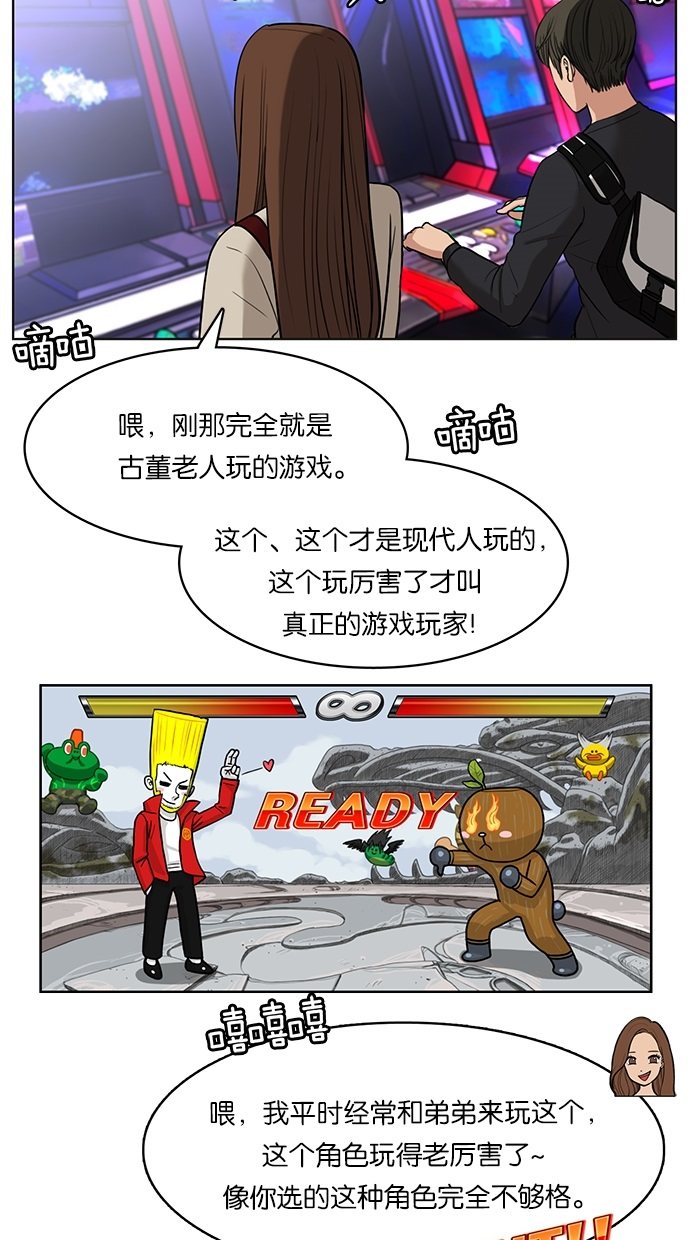 嘀咕
喂，刚那完全就是
古董老人玩的游戏。
嘀咕
这个、这个才是现代人玩的，
这个玩厉害了才叫
真正的游戏玩家!
READY
嘻嘻嘻
喂，我平时经常和弟弟来玩这个，
这个角色玩得老厉害了~
像你选的这种角色完全不够格。